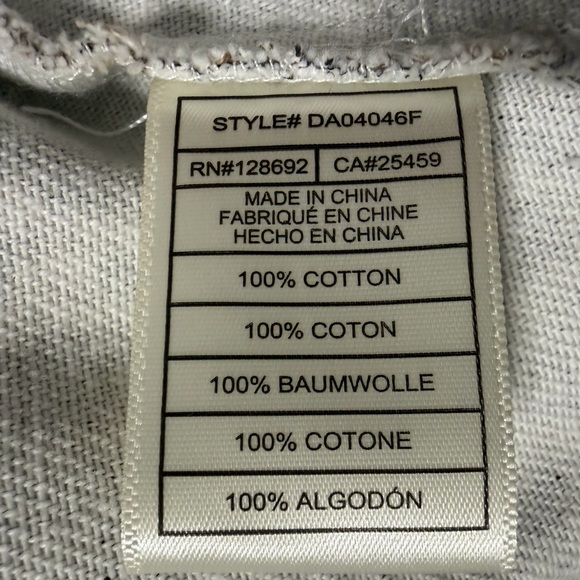 STYLE# DA04046F
RN#128692 CA#25459
MADE IN CHINA
FABRIQUÉ EN CHINE
HECHO EN CHINA
100% COTTON
100% COTON
100% BAUMWOLLE
100% COTONE
100% ALGODÓN